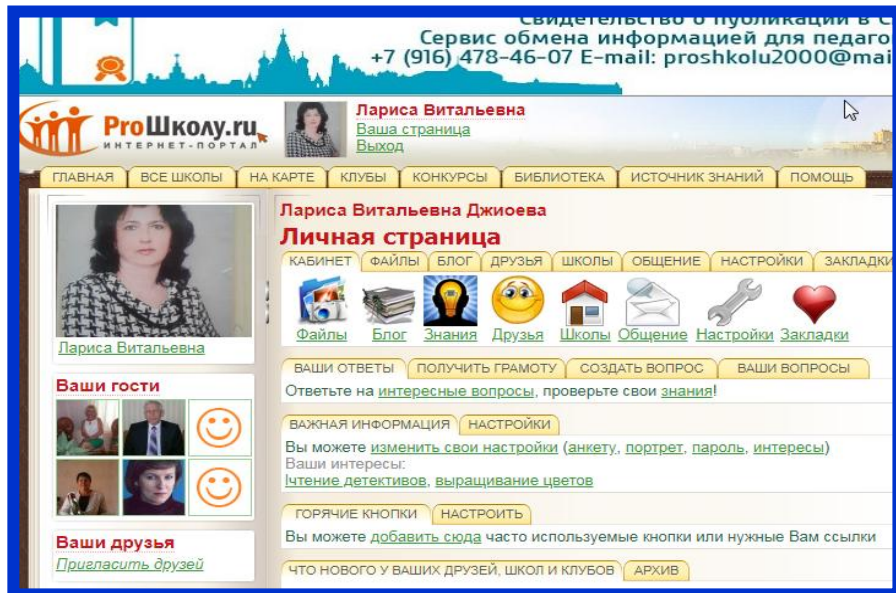 Свидетельство о публикации в С
Сервис обмена информацией для педаго
+7 (916) 478-46-07 E-mail: proshkolu2000@mai
ProШколу.ru
ИНТЕРНЕТ-ПОРТАЛ
Лариса Витальевна
Ваша страница
Выход
ГЛАВНАЯ ВСЕ ШКОЛЫ НА КАРТЕ КЛУБЫ КОНКУРСЫ БИБЛИОТЕКА ИСТОЧНИК ЗНАНИЙ ПОМОЩЬ
Лариса Витальевна
Ваши гости
Ваши друзья
Пригласить друзей
Лариса Витальевна Джиоева
Личная страница
КАБИНЕТ ФАЙЛЫ БЛОГ ДРУЗЬЯ ШКОЛЫ ОБЩЕНИЕ НАСТРОЙКИ ЗАКЛАДКИ
Файлы Блог Знания Друзья Школы Общение Настройки Закладки
ВАШИ ОТВЕТЫ ПОЛУЧИТЬ ГРАМОТУ СОЗДАТЬ ВОПРОС ВАШИ ВОПРОСЫ
Ответьте на интересные вопросы, проверьте свои знания!
ВАЖНАЯ ИНФОРМАЦИЯ НАСТРОЙКИ
Вы можете изменить свои настройки (анкету, портрет, пароль, интересы)
Ваши интересы:
Iчтение детективов, выращивание цветов
ГОРЯЧИЕ КНОПКИ НАСТРОИТЬ
Вы можете добавить сюда часто используемые кнопки или нужные Вам ссылки
ЧТО НОВОГО У ВАШИХ ДРУЗЕЙ, ШКОЛ И КЛУБОВ АРХИВ